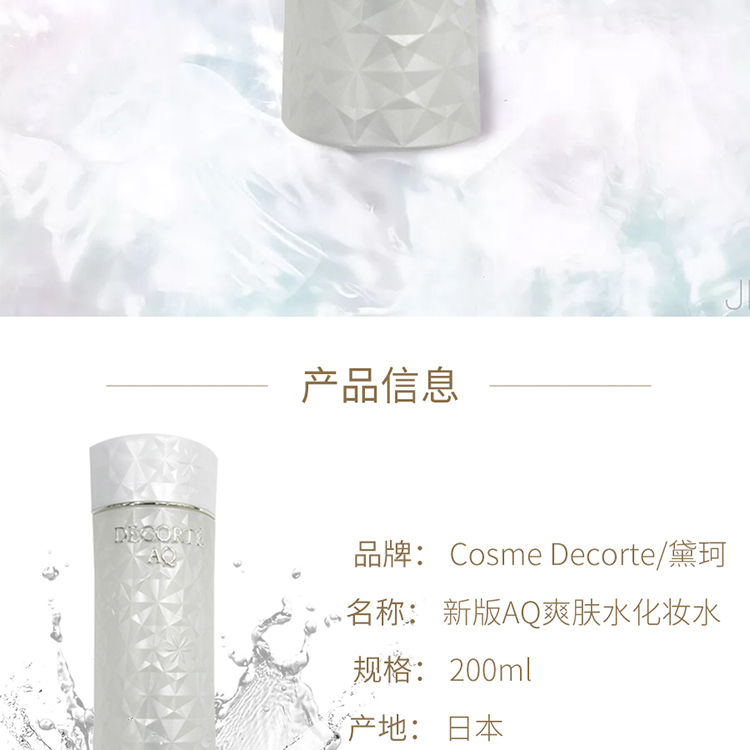 产品信息
DECORTÉ
AQ
品牌： Cosme Decorte/黛珂
名称： 新版AQ爽肤水化妆水
规格： 200ml
产地： 日本